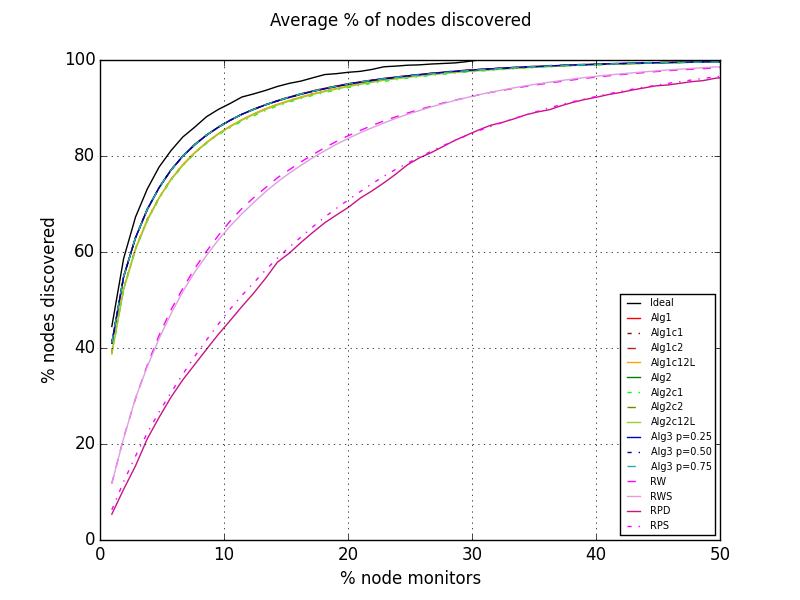 Average % of nodes discovered
100
80
60
40
20
0
% nodes discovered
0 10 20 30 40 50
% node monitors
Ideal
Alg1
Alg1c1
Alg1c2
Alg1c12L
Alg2
Alg2c1
Alg2c2
Alg2c12L
Alg3 p=0.25
Alg3 p=0.50
Alg3 p=0.75
RW
RWS
RPD
RPS